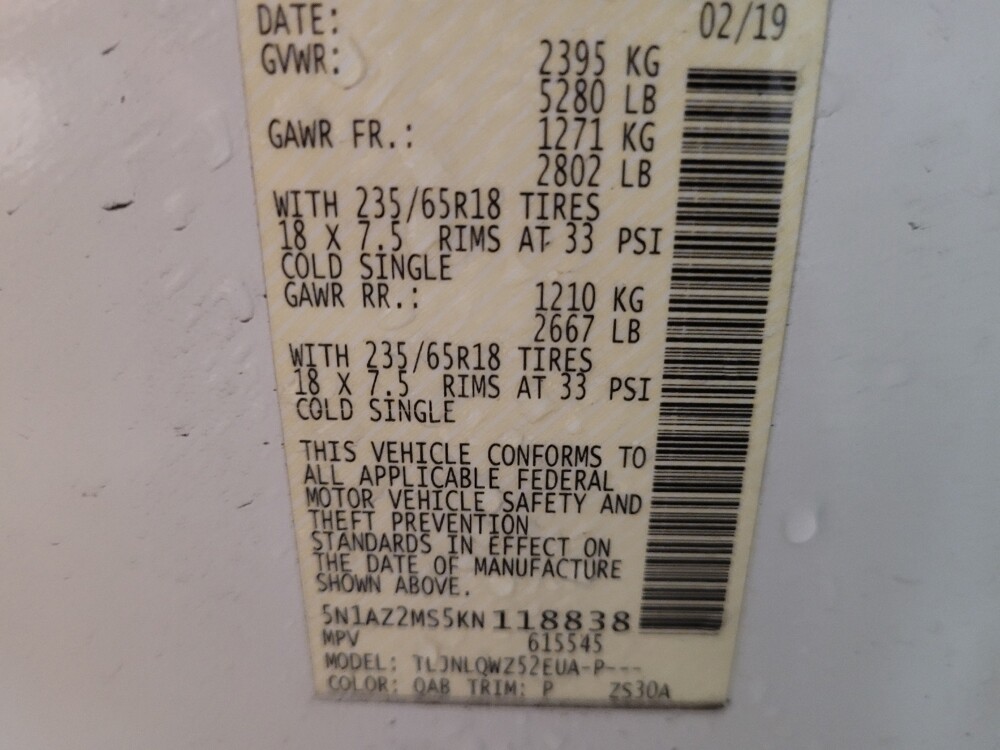 DATE: 02/19
GVWR: 2395 KG
5280 LB
GAWR FR.: 1271 KG
2802 LB
WITH 235/65R18 TIRES
18 X 7.5 RIMS AT 33 PSI
COLD SINGLE
GAWR RR.: 1210 KG
2667 LB
WITH 235/65R18 TIRES
18 X 7.5 RIMS AT 33 PSI
COLD SINGLE
THIS VEHICLE CONFORMS TO
ALL APPLICABLE FEDERAL
MOTOR VEHICLE SAFETY AND
THEFT PREVENTION
STANDARDS IN EFFECT ON
THE DATE OF MANUFACTURE
SHOWN ABOVE.
5N1AZ2MS5KN118838
MPV 615545
MODEL: TLJNLQWZ52EUA-P---
COLOR: QAB TRIM: P ZS30A